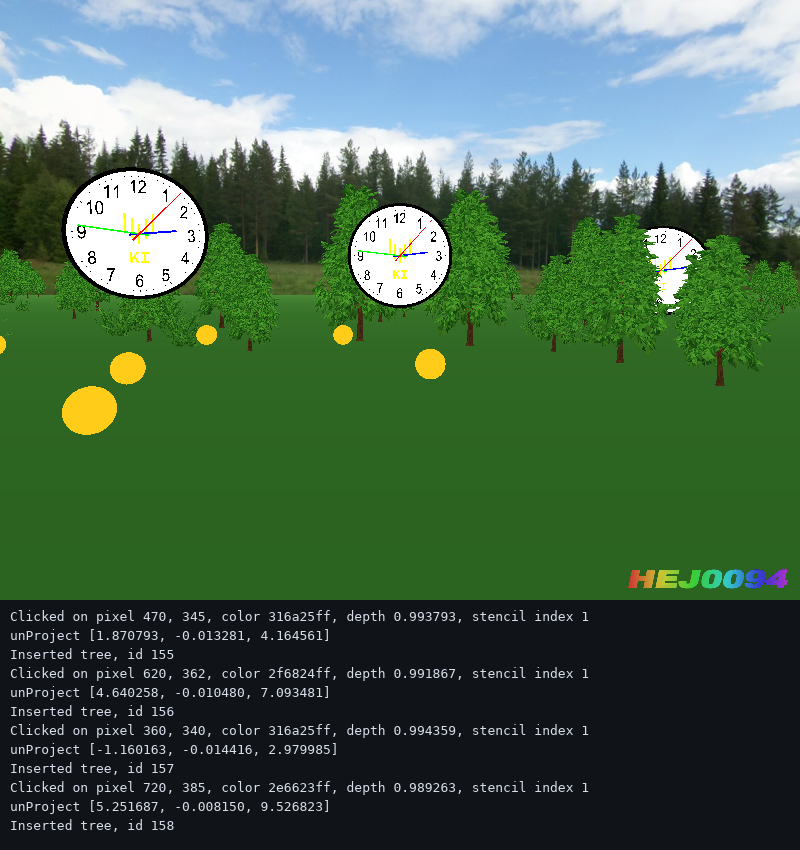 12
1
2
3
4
5
6
7
8
9
10
11
KI
12
1
2
3
4
5
6
7
8
9
10
11
KI
12
1
HEJ0094
Clicked on pixel 470, 345, color 316a25ff, depth 0.993793, stencil index 1
unProject [1.870793, -0.013281, 4.164561]
Inserted tree, id 155
Clicked on pixel 620, 362, color 2f6824ff, depth 0.991867, stencil index 1
unProject [4.640258, -0.010480, 7.093481]
Inserted tree, id 156
Clicked on pixel 360, 340, color 316a25ff, depth 0.994359, stencil index 1
unProject [-1.160163, -0.014416, 2.979985]
Inserted tree, id 157
Clicked on pixel 720, 385, color 2e6623ff, depth 0.989263, stencil index 1
unProject [5.251687, -0.008150, 9.526823]
Inserted tree, id 158